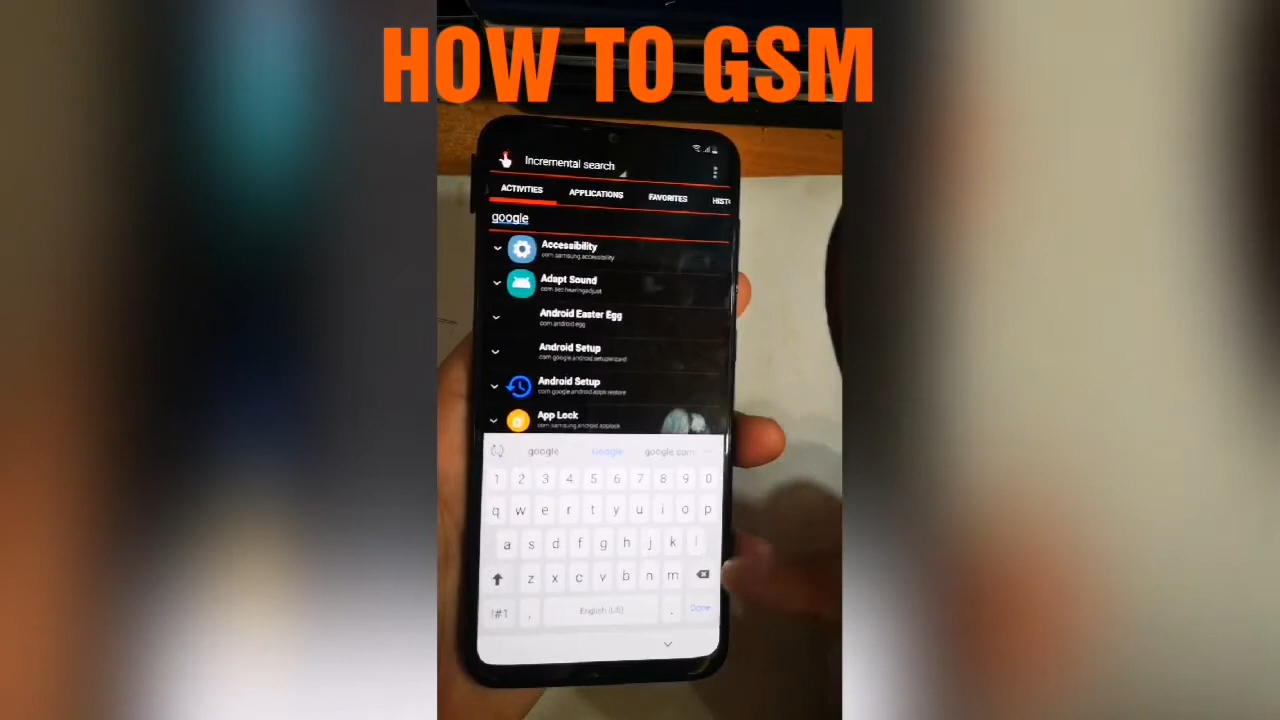 HOW TO GSM
Incremental search
ACTIVITIES APPLICATIONS FAVORITES HIST
google
Accessibility
com.samsung.accessibility
Adapt Sound
com.sec.hearingadjust
Android Easter Egg
com.android.egg
Android Setup
com.google.android.setupwizard
Android Setup
com.google.android.apps.restore
App Lock
com.samsung.android.applock
google Google google.com
1 2 3 4 5 6 7 8 9 0
q w e r t y u i o p
a s d f g h j k l
z x c v b n m
!#1 , English (US) . Done